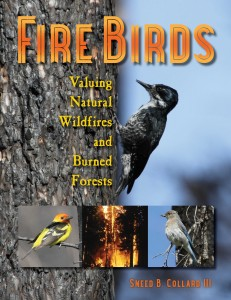 FIRE BIRDS
Valuing
Natural
Wildfires
and
Burned
Forests
SNEED B. COLLARD III